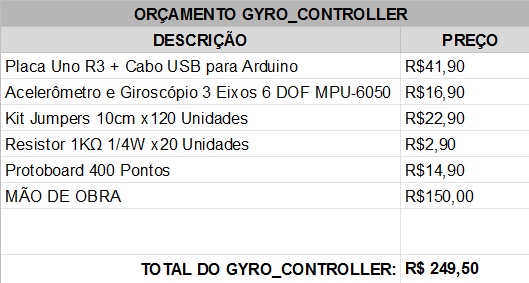 ORÇAMENTO GYRO_CONTROLLER
DESCRIÇÃO PREÇO
Placa Uno R3 + Cabo USB para Arduino R$41,90
Acelerômetro e Giroscópio 3 Eixos 6 DOF MPU-6050 R$16,90
Kit Jumpers 10cm x120 Unidades R$22,90
Resistor 1KΩ 1/4W x20 Unidades R$2,90
Protoboard 400 Pontos R$14,90
MÃO DE OBRA R$150,00
TOTAL DO GYRO_CONTROLLER: R$ 249,50